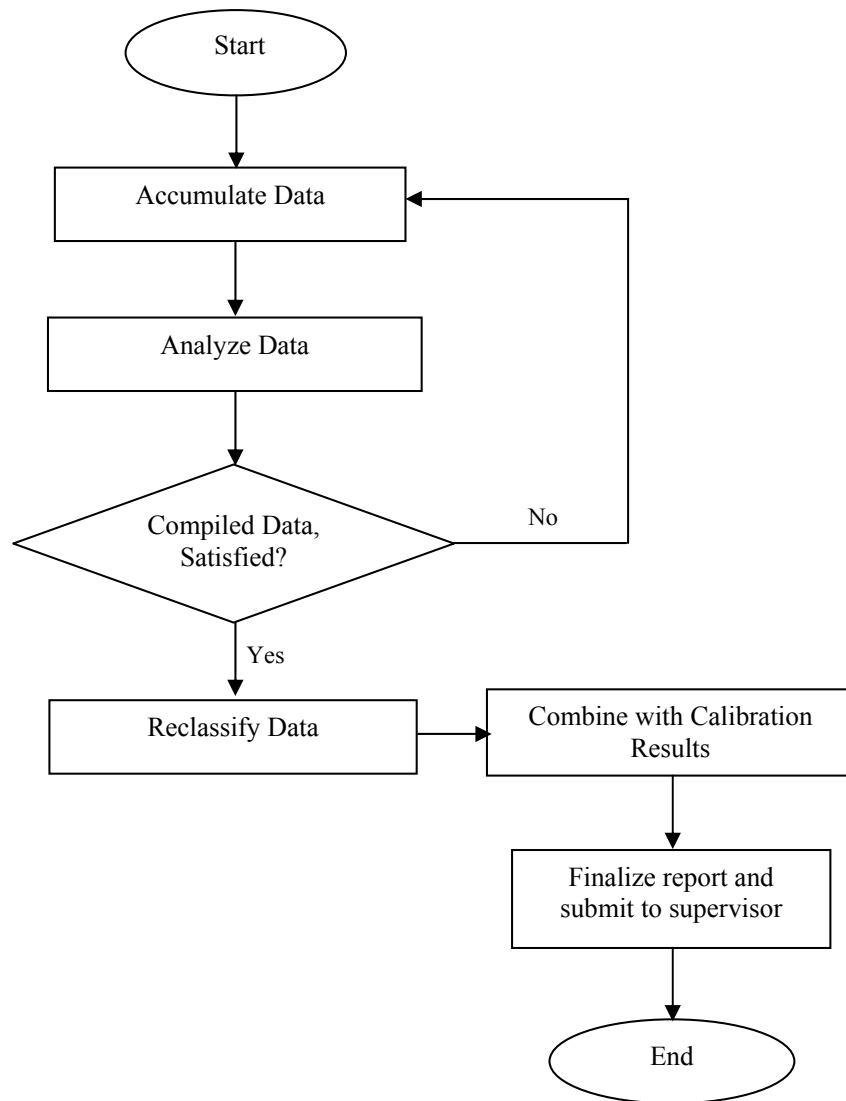 Start
Accumulate Data
Analyze Data
Compiled Data,
Satisfied?
No
Yes
Reclassify Data
Combine with Calibration
Results
Finalize report and
submit to supervisor
End